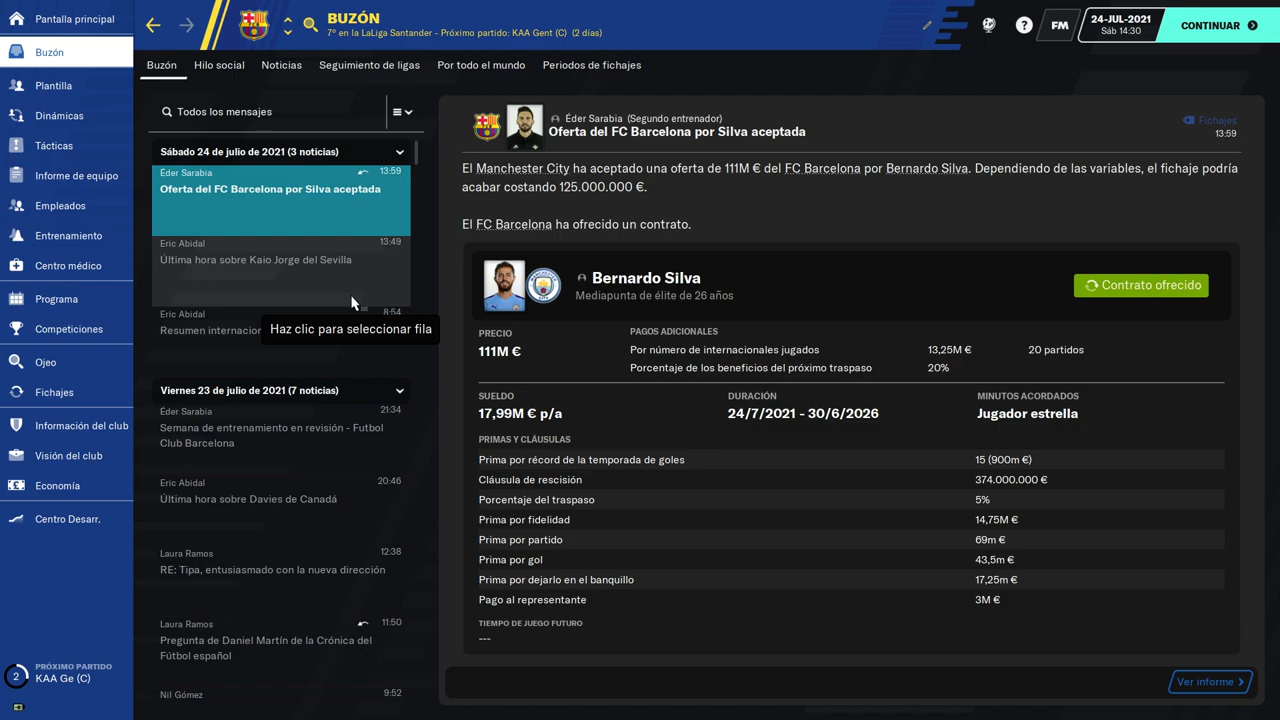 Pantalla principal
Buzón
Plantilla
Dinámicas
Tácticas
Informe de equipo
Empleados
Entrenamiento
Centro médico
Programa
Competiciones
Ojeo
Fichajes
Información del club
Visión del club
Economía
Centro Desarr.
2
PRÓXIMO PARTIDO
KAA Ge (C)
BUZÓN
7º en la LaLiga Santander - Próximo partido: KAA Gent (C) (2 días)
?
FM
24-JUL-2021
Sáb 14:30
CONTINUAR
Buzón Hilo social Noticias Seguimiento de ligas Por todo el mundo Periodos de fichajes
Todos los mensajes
Sábado 24 de julio de 2021 (3 noticias)
Éder Sarabia 13:59
Oferta del FC Barcelona por Silva aceptada
Eric Abidal 13:49
Última hora sobre Kaio Jorge del Sevilla
Eric Abidal 8:54
Resumen internacion
Haz clic para seleccionar fila
Viernes 23 de julio de 2021 (7 noticias)
Éder Sarabia 21:34
Semana de entrenamiento en revisión - Futbol
Club Barcelona
Eric Abidal 20:46
Última hora sobre Davies de Canadá
Laura Ramos 12:38
RE: Tipa, entusiasmado con la nueva dirección
Laura Ramos 11:50
Pregunta de Daniel Martín de la Crónica del
Fútbol español
Nil Gómez 9:52
Éder Sarabia (Segundo entrenador)
Oferta del FC Barcelona por Silva aceptada
Fichajes
13:59
El Manchester City ha aceptado una oferta de 111M € del FC Barcelona por Bernardo Silva. Dependiendo de las variables, el fichaje podría
acabar costando 125.000.000 €.
El FC Barcelona ha ofrecido un contrato.
Bernardo Silva
Mediapunta de élite de 26 años
Contrato ofrecido
PRECIO
111M €
PAGOS ADICIONALES
Por número de internacionales jugados 13,25M € 20 partidos
Porcentaje de los beneficios del próximo traspaso 20%
SUELDO DURACIÓN MINUTOS ACORDADOS
17,99M € p/a 24/7/2021 - 30/6/2026 Jugador estrella
PRIMAS Y CLÁUSULAS
Prima por récord de la temporada de goles 15 (900m €)
Cláusula de rescisión 374.000.000 €
Porcentaje del traspaso 5%
Prima por fidelidad 14,75M €
Prima por partido 69m €
Prima por gol 43,5m €
Prima por dejarlo en el banquillo 17,25m €
Pago al representante 3M €
TIEMPO DE JUEGO FUTURO
---
Ver informe